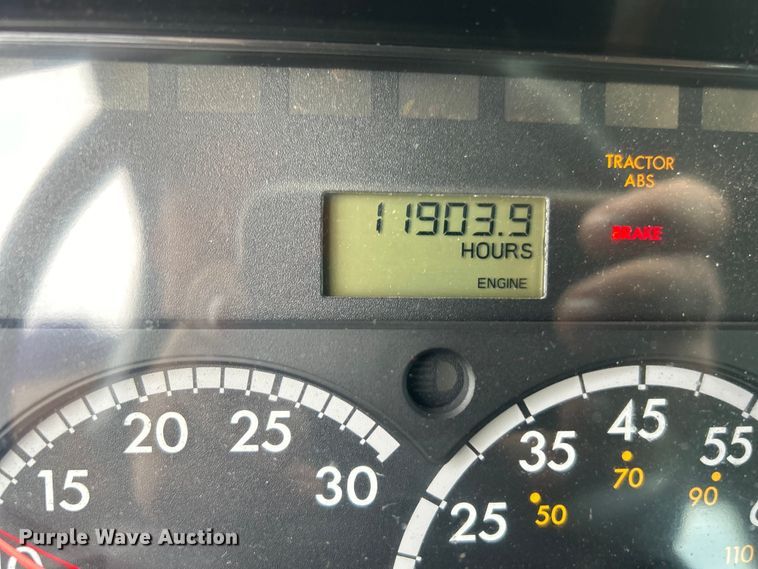 TRACTOR
ABS
11903.9
BRAKE
HOURS
ENGINE
15
20
25
30
25
35
45
55
50
70
90
110
Purple Wave Auction